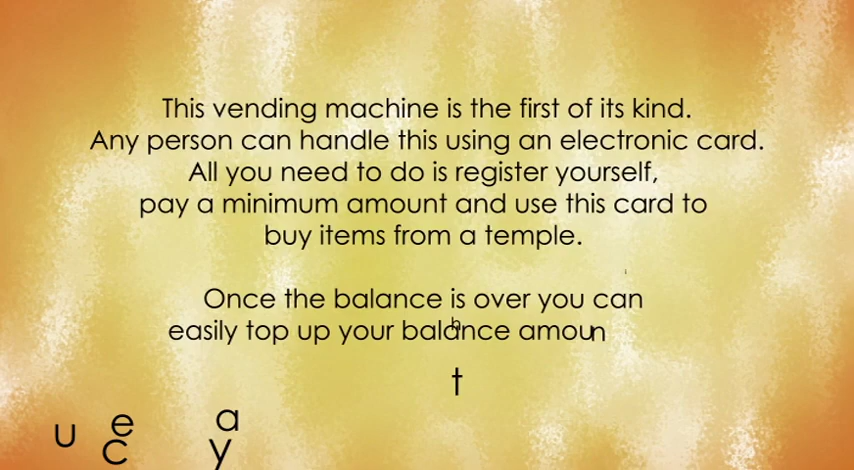 This vending machine is the first of its kind.
Any person can handle this using an electronic card.
All you need to do is register yourself,
pay a minimum amount and use this card to
buy items from a temple.
Once the balance is over you can
easily top up your balance amoun
h
t
u e a
c y